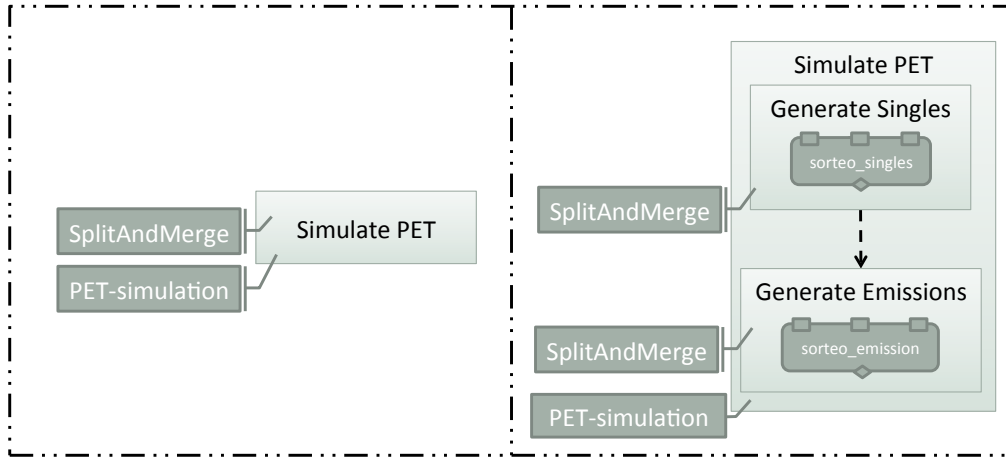 SplitAndMerge
Simulate PET
PET-simulation
Simulate PET
Generate Singles
sorteo_singles
SplitAndMerge
Generate Emissions
SplitAndMerge
sorteo_emission
PET-simulation